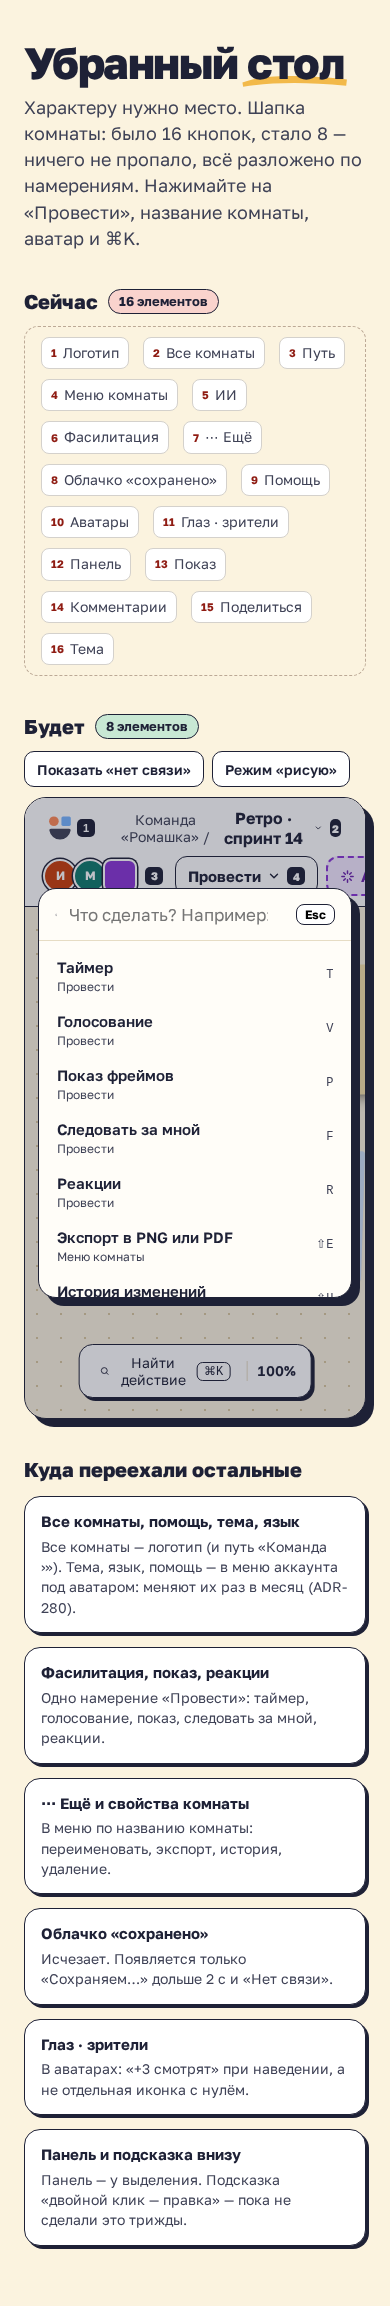 Убранный стол
Характеру нужно место. Шапка
комнаты: было 16 кнопок, стало 8 —
ничего не пропало, всё разложено по
намерениям. Нажимайте на
«Провести», название комнаты,
аватар и ⌘K.
Сейчас 16 элементов
1 Логотип 2 Все комнаты 3 Путь
4 Меню комнаты 5 ИИ
6 Фасилитация 7 ⋯ Ещё
8 Облачко «сохранено» 9 Помощь
10 Аватары 11 Глаз · зрители
12 Панель 13 Показ
14 Комментарии 15 Поделиться
16 Тема
Будет 8 элементов
Показать «нет связи» Режим «рисую»
1 Команда «Ромашка» / Ретро · спринт 14 2
И М 3 Провести 4
Что сделать? Например: Esc
Таймер T
Провести
Голосование V
Провести
Показ фреймов P
Провести
Следовать за мной F
Провести
Реакции R
Провести
Экспорт в PNG или PDF ⇧E
Меню комнаты
История изменений ⇧H
Найти действие ⌘K 100%
Куда переехали остальные
Все комнаты, помощь, тема, язык
Все комнаты — логотип (и путь «Команда
›»). Тема, язык, помощь — в меню аккаунта
под аватаром: меняют их раз в месяц (ADR-
280).
Фасилитация, показ, реакции
Одно намерение «Провести»: таймер,
голосование, показ, следовать за мной,
реакции.
⋯ Ещё и свойства комнаты
В меню по названию комнаты:
переименовать, экспорт, история,
удаление.
Облачко «сохранено»
Исчезает. Появляется только
«Сохраняем…» дольше 2 с и «Нет связи».
Глаз · зрители
В аватарах: «+3 смотрят» при наведении, а
не отдельная иконка с нулём.
Панель и подсказка внизу
Панель — у выделения. Подсказка
«двойной клик — правка» — пока не
сделали это трижды.